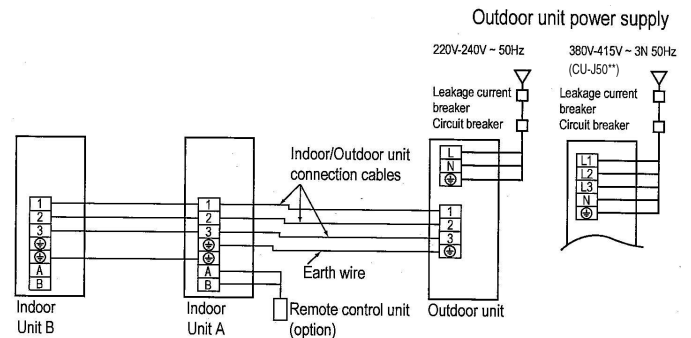 Outdoor unit power supply
220V-240V ~ 50Hz
380V-415V ~ 3N 50Hz
(CU-J50**)
Leakage current
breaker
Circuit breaker
Leakage current
breaker
Circuit breaker
L
N
L1
L2
L3
N
Indoor/Outdoor unit
connection cables
1
2
3
A
B
1
2
3
A
B
1
2
3
Earth wire
Remote control unit
(option)
Indoor
Unit B
Indoor
Unit A
Outdoor unit